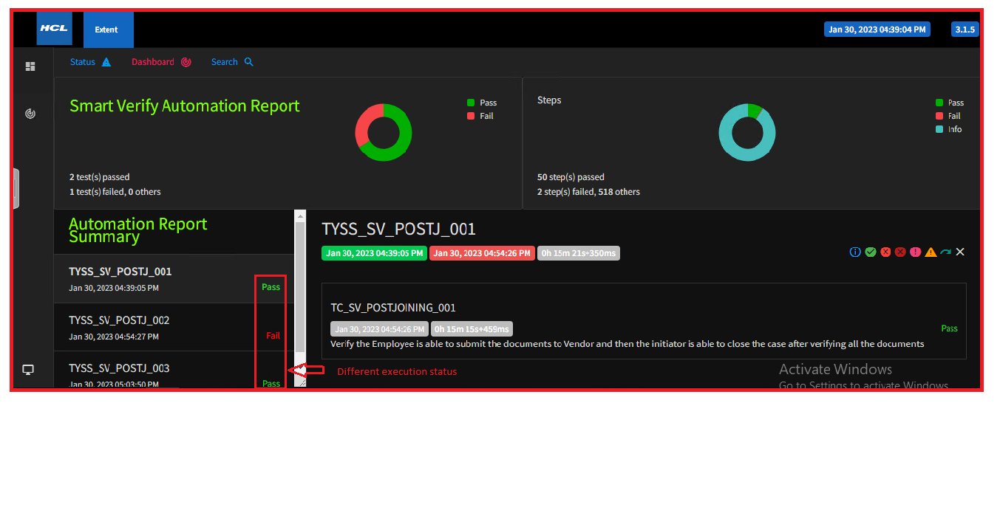 HCL
Extent
Jan 30, 2023 04:39:04 PM
3.1.5
Status
Dashboard
Search
Smart Verify Automation Report
Pass
Fail
2 test(s) passed
1 test(s) failed, 0 others
Steps
Pass
Fail
Info
50 step(s) passed
2 step(s) failed, 518 others
Automation Report
Summary
TYSS_SV_POSTJ_001
Jan 30, 2023 04:39:05 PM
Pass
TYSS_SV_POSTJ_002
Jan 30, 2023 04:54:27 PM
Fail
TYSS_SV_POSTJ_003
Jan 30, 2023 05:03:50 PM
Pass
TYSS_SV_POSTJ_001
Jan 30, 2023 04:39:05 PM
Jan 30, 2023 04:54:26 PM
0h 15m 21s+350ms
TC_SV_POSTJOINING_001
Jan 30, 2023 04:54:26 PM
0h 15m 15s+459ms
Pass
Verify the Employee is able to submit the documents to Vendor and then the initiator is able to close the case after verifying all the documents
Different execution status
Activate Windows
Go to Settings to activate Windows.